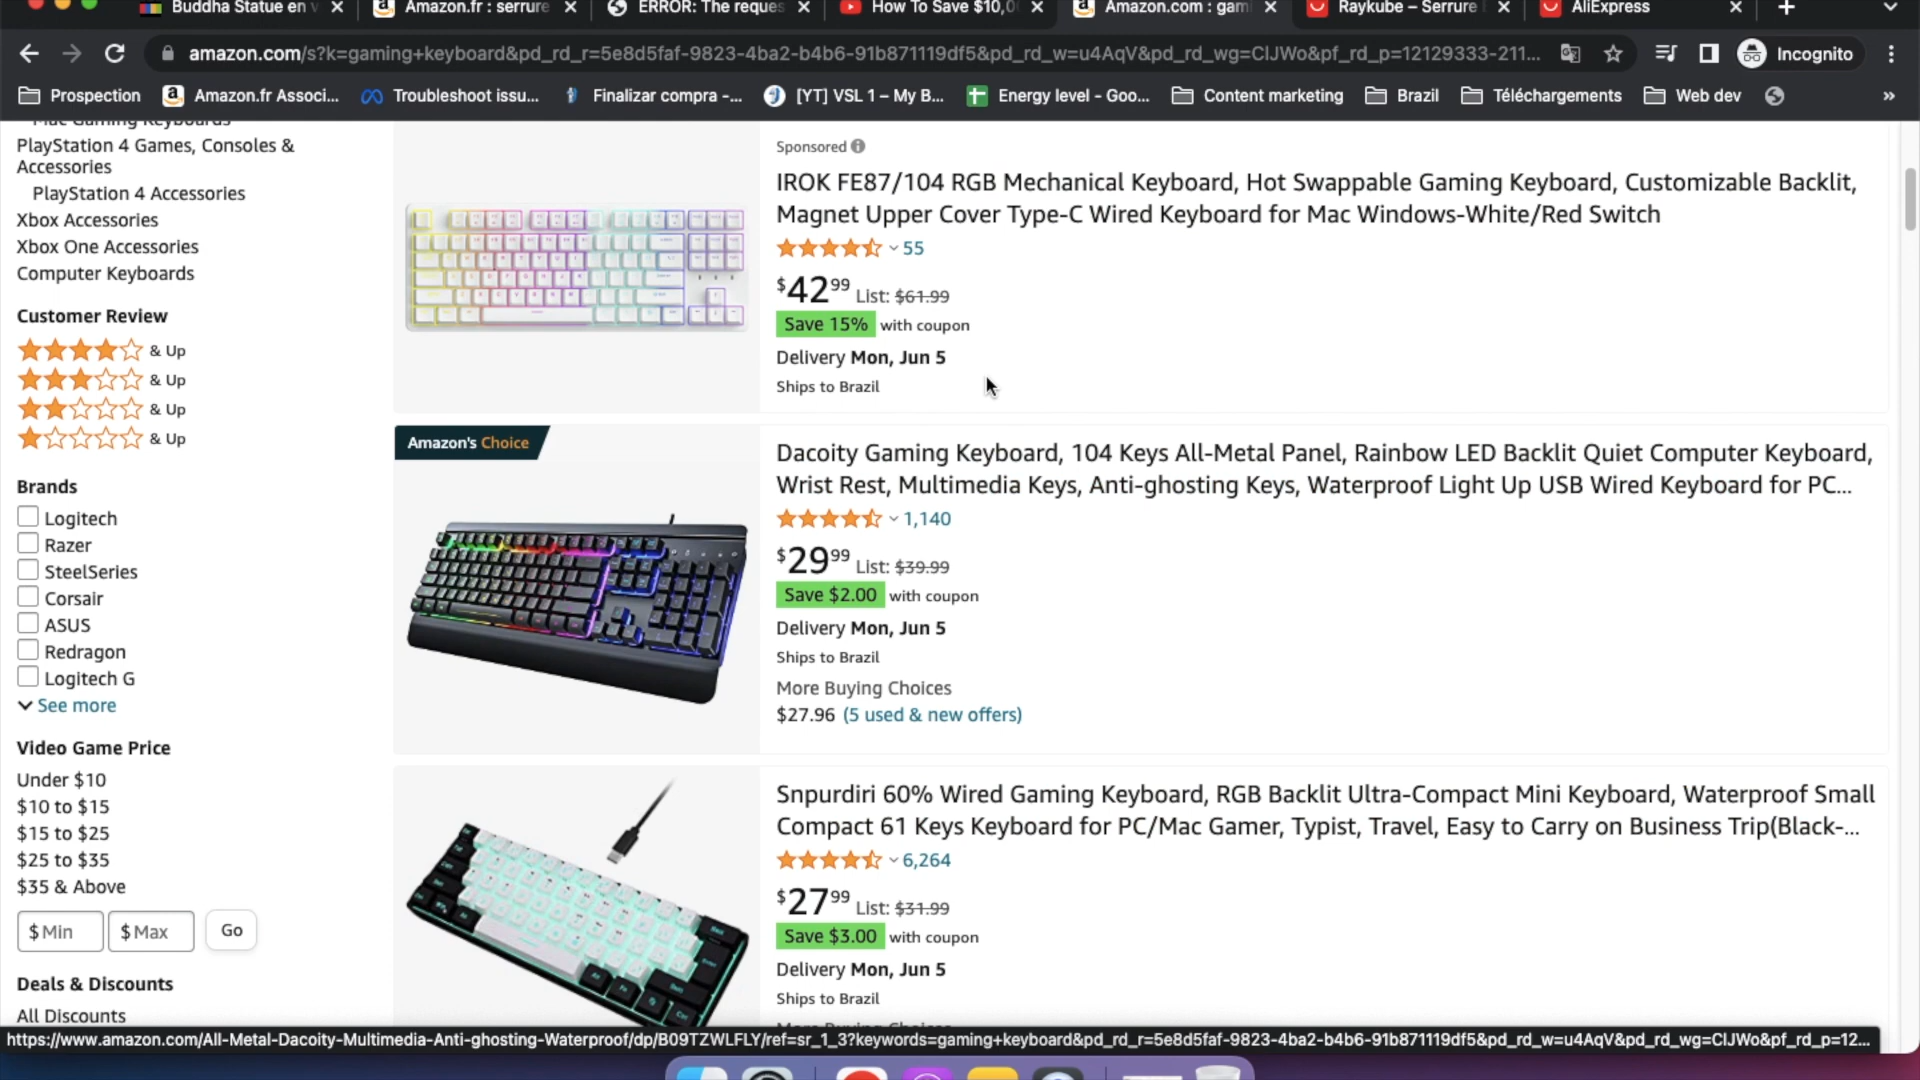 Buddha Statue en v
Amazon.fr : serrure
ERROR: The reques
How To Save $10,0
Amazon.com : gam
Raykube – Serrure
AliExpress
amazon.com/s?k=gaming+keyboard&pd_rd_r=5e8d5faf-9823-4ba2-b4b6-91b871119df5&pd_rd_w=u4AqV&pd_rd_wg=ClJWo&pf_rd_p=12129333-211...
Incognito
Prospection
Amazon.fr Associ...
Troubleshoot issu...
Finalizar compra -...
[YT] VSL 1 – My B...
Energy level - Goo...
Content marketing
Brazil
Téléchargements
Web dev
»
Mac Gaming Keyboards
PlayStation 4 Games, Consoles &
Accessories
PlayStation 4 Accessories
Xbox Accessories
Xbox One Accessories
Computer Keyboards
Customer Review
& Up
& Up
& Up
& Up
Brands
Logitech
Razer
SteelSeries
Corsair
ASUS
Redragon
Logitech G
See more
Video Game Price
Under $10
$10 to $15
$15 to $25
$25 to $35
$35 & Above
$ Min
$ Max
Go
Deals & Discounts
All Discounts
Sponsored
IROK FE87/104 RGB Mechanical Keyboard, Hot Swappable Gaming Keyboard, Customizable Backlit,
Magnet Upper Cover Type-C Wired Keyboard for Mac Windows-White/Red Switch
55
$42 99 List: $61.99
Save 15% with coupon
Delivery Mon, Jun 5
Ships to Brazil
Amazon's Choice
Dacoity Gaming Keyboard, 104 Keys All-Metal Panel, Rainbow LED Backlit Quiet Computer Keyboard,
Wrist Rest, Multimedia Keys, Anti-ghosting Keys, Waterproof Light Up USB Wired Keyboard for PC...
1,140
$29 99 List: $39.99
Save $2.00 with coupon
Delivery Mon, Jun 5
Ships to Brazil
More Buying Choices
$27.96 (5 used & new offers)
Snpurdiri 60% Wired Gaming Keyboard, RGB Backlit Ultra-Compact Mini Keyboard, Waterproof Small
Compact 61 Keys Keyboard for PC/Mac Gamer, Typist, Travel, Easy to Carry on Business Trip(Black-...
6,264
$27 99 List: $31.99
Save $3.00 with coupon
Delivery Mon, Jun 5
Ships to Brazil
More Buying Choices
https://www.amazon.com/All-Metal-Dacoity-Multimedia-Anti-ghosting-Waterproof/dp/B09TZWLFLY/ref=sr_1_3?keywords=gaming+keyboard&pd_rd_r=5e8d5faf-9823-4ba2-b4b6-91b871119df5&pd_rd_w=u4AqV&pd_rd_wg=ClJWo&pf_rd_p=12...